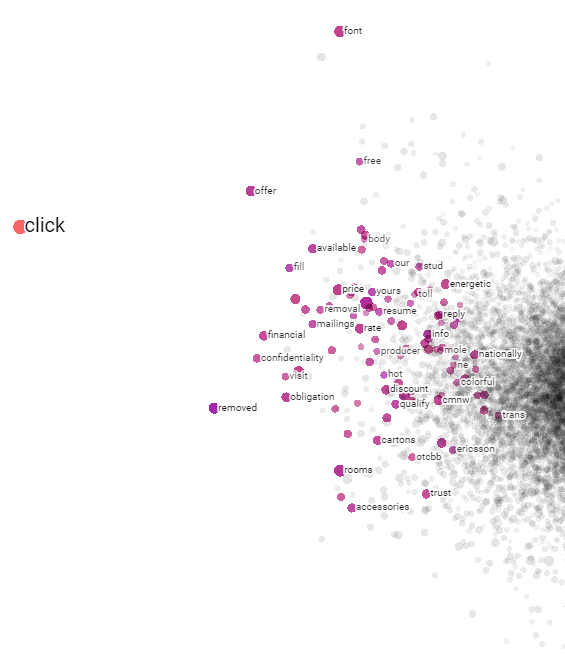 font
free
offer
click
body
available
our
fill
stud
energetic
price
yours
toll
removal
resume
reply
mailings
rate
info
financial
producer
mole
nationally
confidentiality
ine
visit
hot
colorful
discount
obligation
qualify
cmnw
removed
trans
cartons
ericsson
otcbb
rooms
trust
accessories